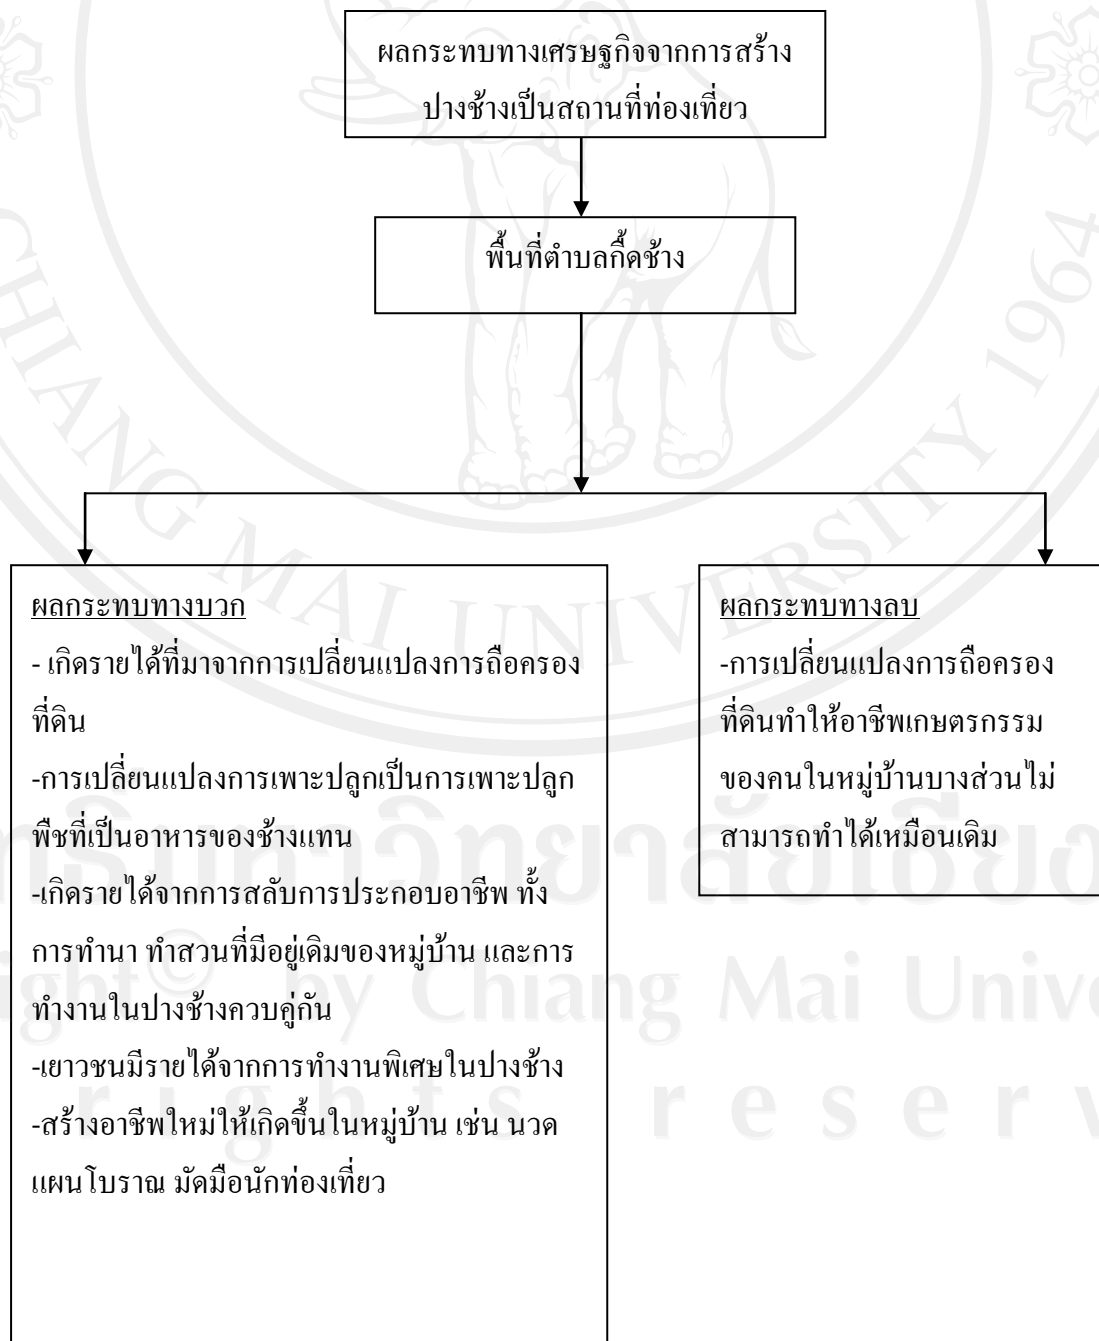 ผลกระทบทางเศรษฐกิจจากการสร้าง
ปางช้างเป็นสถานที่ท่องเที่ยว
พื้นที่ตำบลกื้ดช้าง
ผลกระทบทางบวก
- เกิดรายได้ที่มาจากการเปลี่ยนแปลงการถือครอง
ที่ดิน
-การเปลี่ยนแปลงการเพาะปลูกเป็นการเพาะปลูก
พืชที่เป็นอาหารของช้างแทน
-เกิดรายได้จากการสลับการประกอบอาชีพ ทั้ง
การทำนา ทำสวนที่มีอยู่เดิมของหมู่บ้าน และการ
ทำงานในปางช้างควบคู่กัน
-เยาวชนมีรายได้จากการทำงานพิเศษในปางช้าง
-สร้างอาชีพใหม่ให้เกิดขึ้นในหมู่บ้าน เช่น นวด
แผนโบราณ มัดมือนักท่องเที่ยว
ผลกระทบทางลบ
-การเปลี่ยนแปลงการถือครอง
ที่ดินทำให้อาชีพเกษตรกรรม
ของคนในหมู่บ้านบางส่วนไม่
สามารถทำได้เหมือนเดิม
CHIANG MAI UNIVERSITY 1964
by Chiang Mai
rights